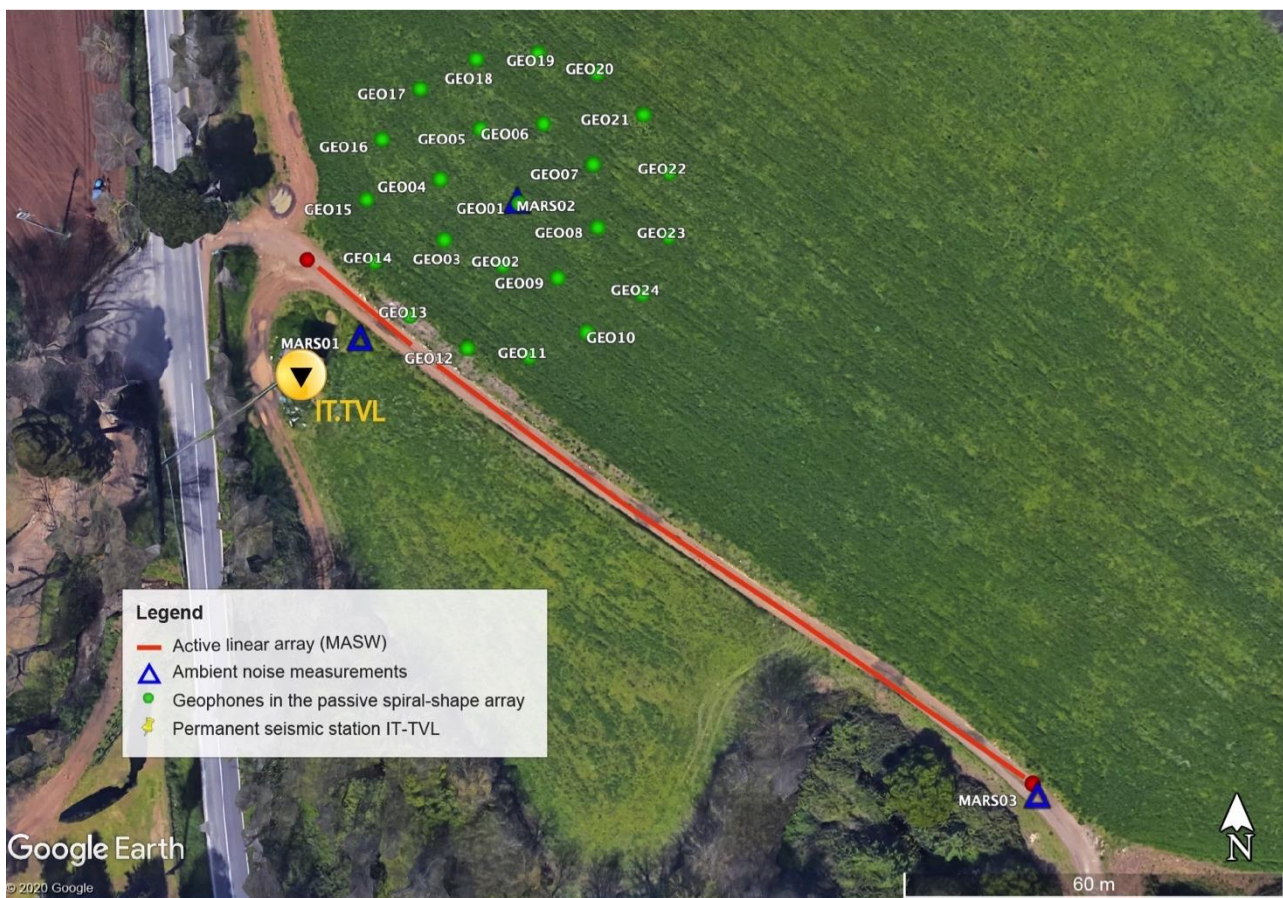 GEO19
GEO18
GEO20
GEO17
GEO21
GEO05
GEO06
GEO16
GEO07
GEO22
GEO04
GEO15
GEO01
MARS02
GEO08
GEO23
GEO14
GEO03
GEO02
GEO09
GEO24
GEO13
GEO10
MARS01
GEO12
GEO11
IT.TVL
Legend
Active linear array (MASW)
Ambient noise measurements
Geophones in the passive spiral-shape array
Permanent seismic station IT-TVL
MARS03
N
Google Earth
60 m
© 2020 Google